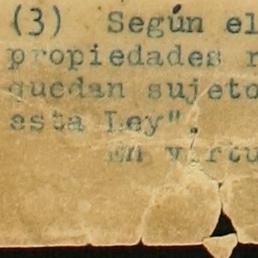 (3) Según el
propiedades
quedan sujeto
esta Ley".
En virtu